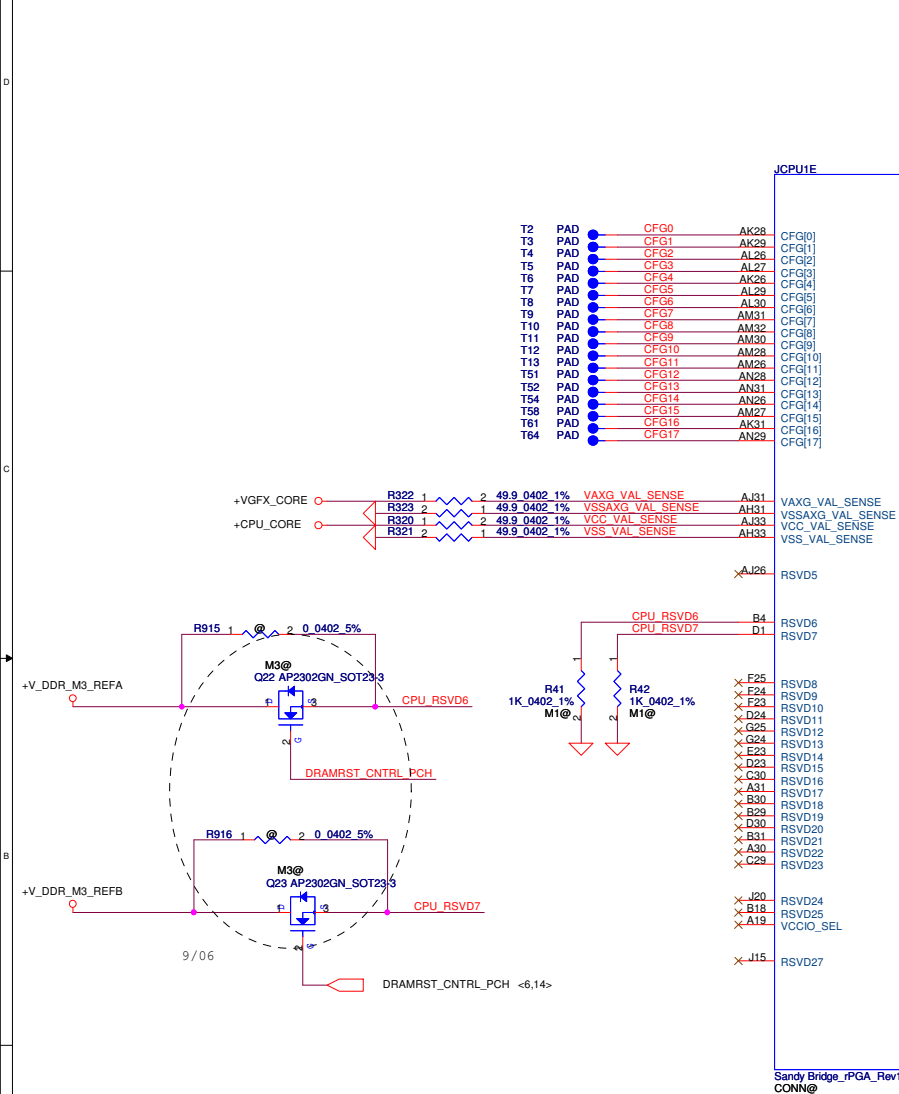 D
JCPU1E
T2 PAD CFG0 AK28 CFG[0]
T3 PAD CFG1 AK29 CFG[1]
T4 PAD CFG2 AL26 CFG[2]
T5 PAD CFG3 AL27 CFG[3]
T6 PAD CFG4 AK26 CFG[4]
T7 PAD CFG5 AL29 CFG[5]
T8 PAD CFG6 AL30 CFG[6]
T9 PAD CFG7 AM31 CFG[7]
T10 PAD CFG8 AM32 CFG[8]
T11 PAD CFG9 AM30 CFG[9]
T12 PAD CFG10 AM28 CFG[10]
T13 PAD CFG11 AM26 CFG[11]
T51 PAD CFG12 AN28 CFG[12]
T52 PAD CFG13 AN31 CFG[13]
T54 PAD CFG14 AN26 CFG[14]
T58 PAD CFG15 AM27 CFG[15]
T61 PAD CFG16 AK31 CFG[16]
T64 PAD CFG17 AN29 CFG[17]
C
+VGFX_CORE R322 1 2 49.9_0402_1% VAXG_VAL_SENSE AJ31 VAXG_VAL_SENSE
R323 2 1 49.9_0402_1% VSSAXG_VAL_SENSE AH31 VSSAXG_VAL_SENSE
+CPU_CORE R320 1 2 49.9_0402_1% VCC_VAL_SENSE AJ33 VCC_VAL_SENSE
R321 2 1 49.9_0402_1% VSS_VAL_SENSE AH33 VSS_VAL_SENSE
AJ26 RSVD5
CPU_RSVD6 B4 RSVD6
CPU_RSVD7 D1 RSVD7
R915 1 @ 2 0_0402_5%
M3@
Q22 AP2302GN_SOT23-3
+V_DDR_M3_REFA
1 D S 3
CPU_RSVD6
2 G
DRAMRST_CNTRL_PCH
1 1
R41 R42
1K_0402_1% 1K_0402_1%
M1@ M1@
2 2
F25 RSVD8
F24 RSVD9
F23 RSVD10
D24 RSVD11
G25 RSVD12
G24 RSVD13
E23 RSVD14
D23 RSVD15
C30 RSVD16
A31 RSVD17
B30 RSVD18
B29 RSVD19
D30 RSVD20
B31 RSVD21
A30 RSVD22
C29 RSVD23
B
R916 1 @ 2 0_0402_5%
M3@
Q23 AP2302GN_SOT23-3
+V_DDR_M3_REFB
1 D S 3
CPU_RSVD7
2 G
9/06
DRAMRST_CNTRL_PCH <6,14>
J20 RSVD24
B18 RSVD25
A19 VCCIO_SEL
J15 RSVD27
Sandy Bridge_rPGA_Rev1
CONN@